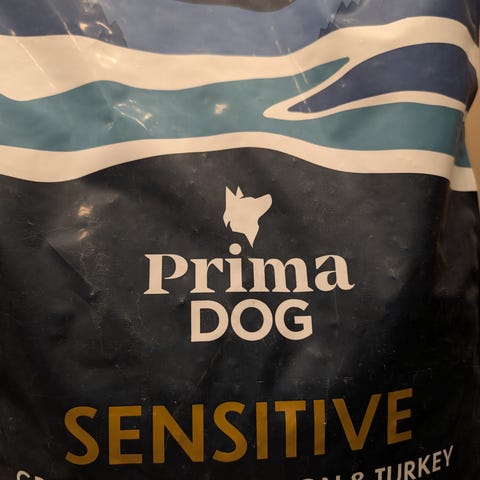 Prima
DOG
SENSITIVE
& TURKEY